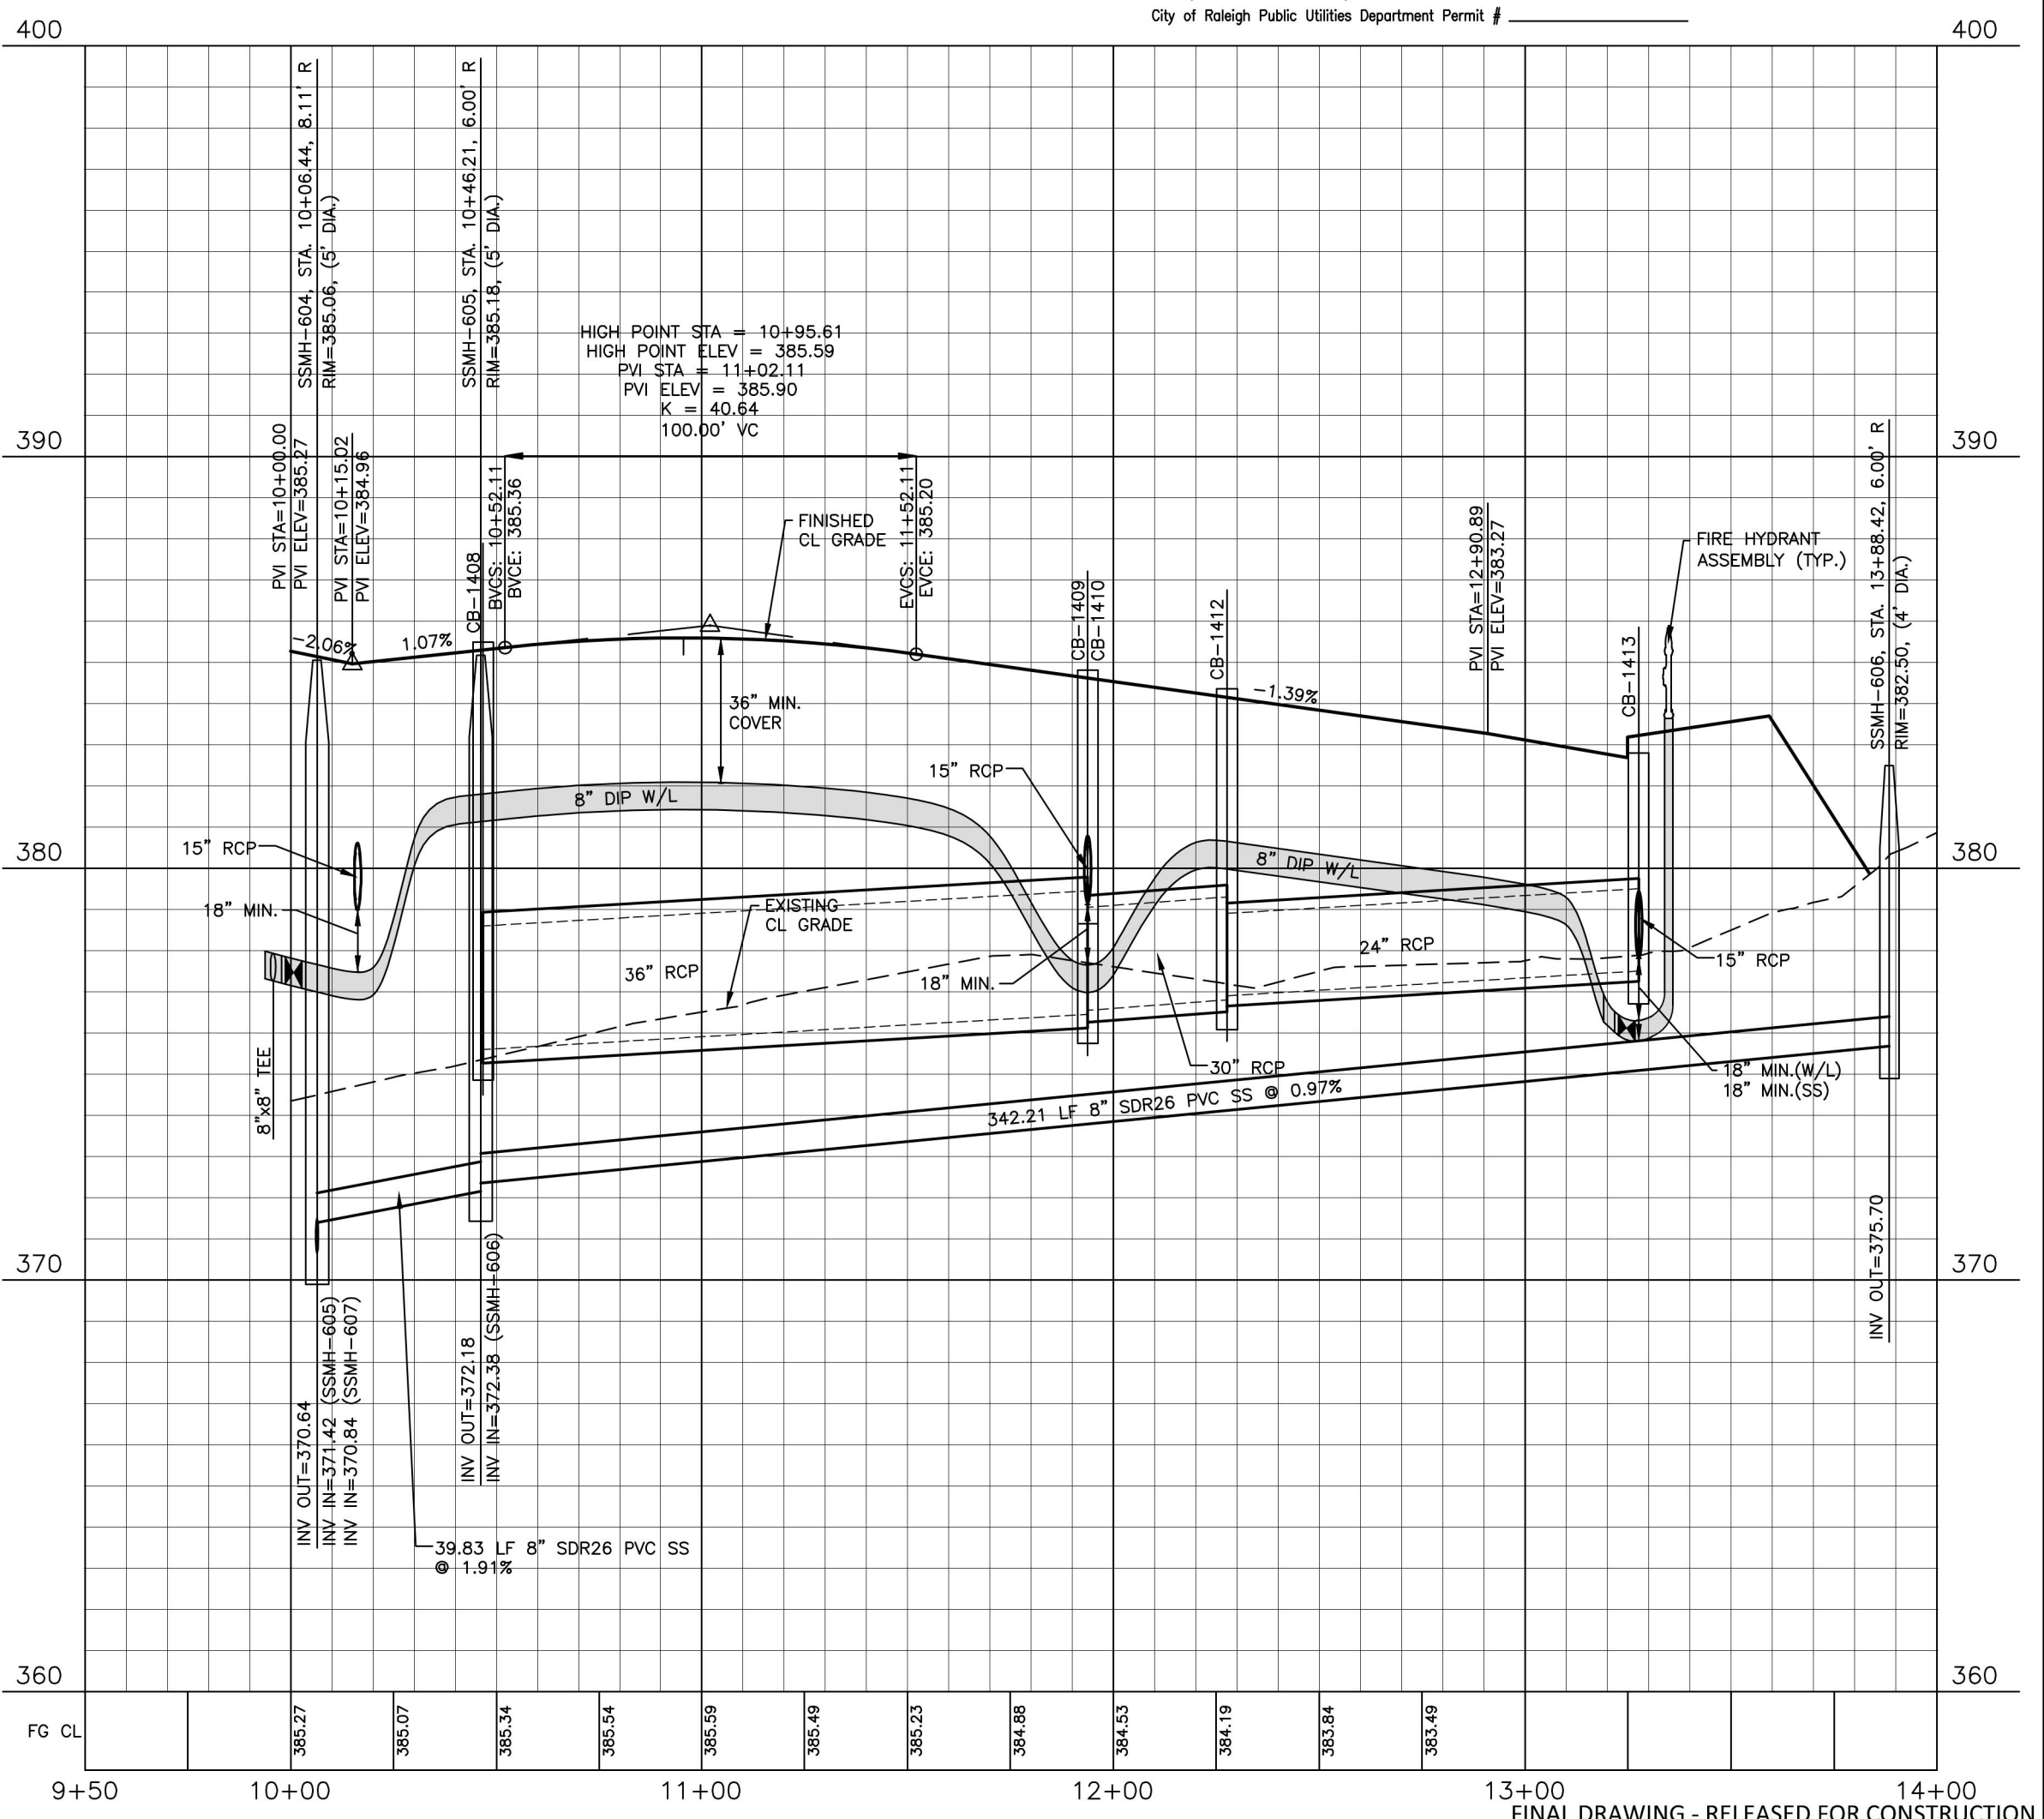 City of Raleigh Public Utilities Department Permit #
400
400
SSMH-604, STA. 10+06.44, 8.11' R
RIM=385.06, (5' DIA.)
SSMH-605, STA. 10+46.21, 6.00' R
RIM=385.18, (5' DIA.)
HIGH POINT STA = 10+95.61
HIGH POINT ELEV = 385.59
PVI STA = 11+02.11
PVI ELEV = 385.90
K = 40.64
100.00' VC
390
390
PVI STA=10+00.00
PVI ELEV=385.27
PVI STA=10+15.02
PVI ELEV=384.96
CB-1408
BVCS: 10+52.11
BVCE: 385.36
EVCS: 11+52.11
EVCE: 385.20
FINISHED
CL GRADE
CB-1409
CB-1410
CB-1412
PVI STA=12+90.89
PVI ELEV=383.27
CB-1413
FIRE HYDRANT
ASSEMBLY (TYP.)
SSMH-606, STA. 13+88.42, 6.00' R
RIM=382.50, (4' DIA.)
-2.06%
1.07%
-1.39%
36" MIN.
COVER
15" RCP
8" DIP W/L
15" RCP
8" DIP W/L
380
380
18" MIN.
EXISTING
CL GRADE
36" RCP
18" MIN.
24" RCP
15" RCP
30" RCP
18" MIN.(W/L)
18" MIN.(SS)
8"x8" TEE
342.21 LF 8" SDR26 PVC SS @ 0.97%
370
370
INV OUT=370.64
INV IN=371.42 (SSMH-605)
INV IN=370.84 (SSMH-607)
INV OUT=372.18
INV IN=372.38 (SSMH-606)
INV OUT=375.70
39.83 LF 8" SDR26 PVC SS
@ 1.91%
360
360
FG CL
385.27
385.07
385.34
385.54
385.59
385.49
385.23
384.88
384.53
384.19
383.84
383.49
9+50
10+00
11+00
12+00
13+00
14+00
FINAL DRAWING - RELEASED FOR CONSTRUCTION